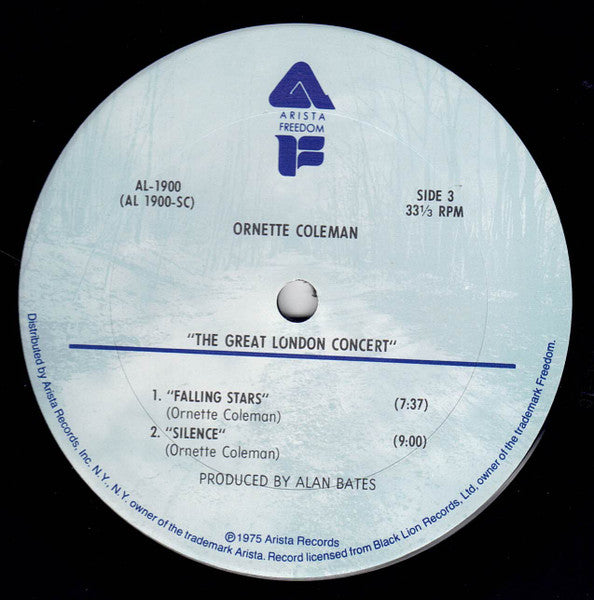 ARISTA
FREEDOM
AL-1900
(AL 1900-SC)
SIDE 3
33 1/3 RPM
ORNETTE COLEMAN
"THE GREAT LONDON CONCERT"
1. "FALLING STARS" (7:37)
(Ornette Coleman)
2. "SILENCE" (9:00)
(Ornette Coleman)
PRODUCED BY ALAN BATES
℗1975 Arista Records
Distributed by Arista Records, Inc. N.Y., N.Y. owner of the trademark Arista. Record licensed from Black Lion Records, Ltd. owner of the trademark Freedom.